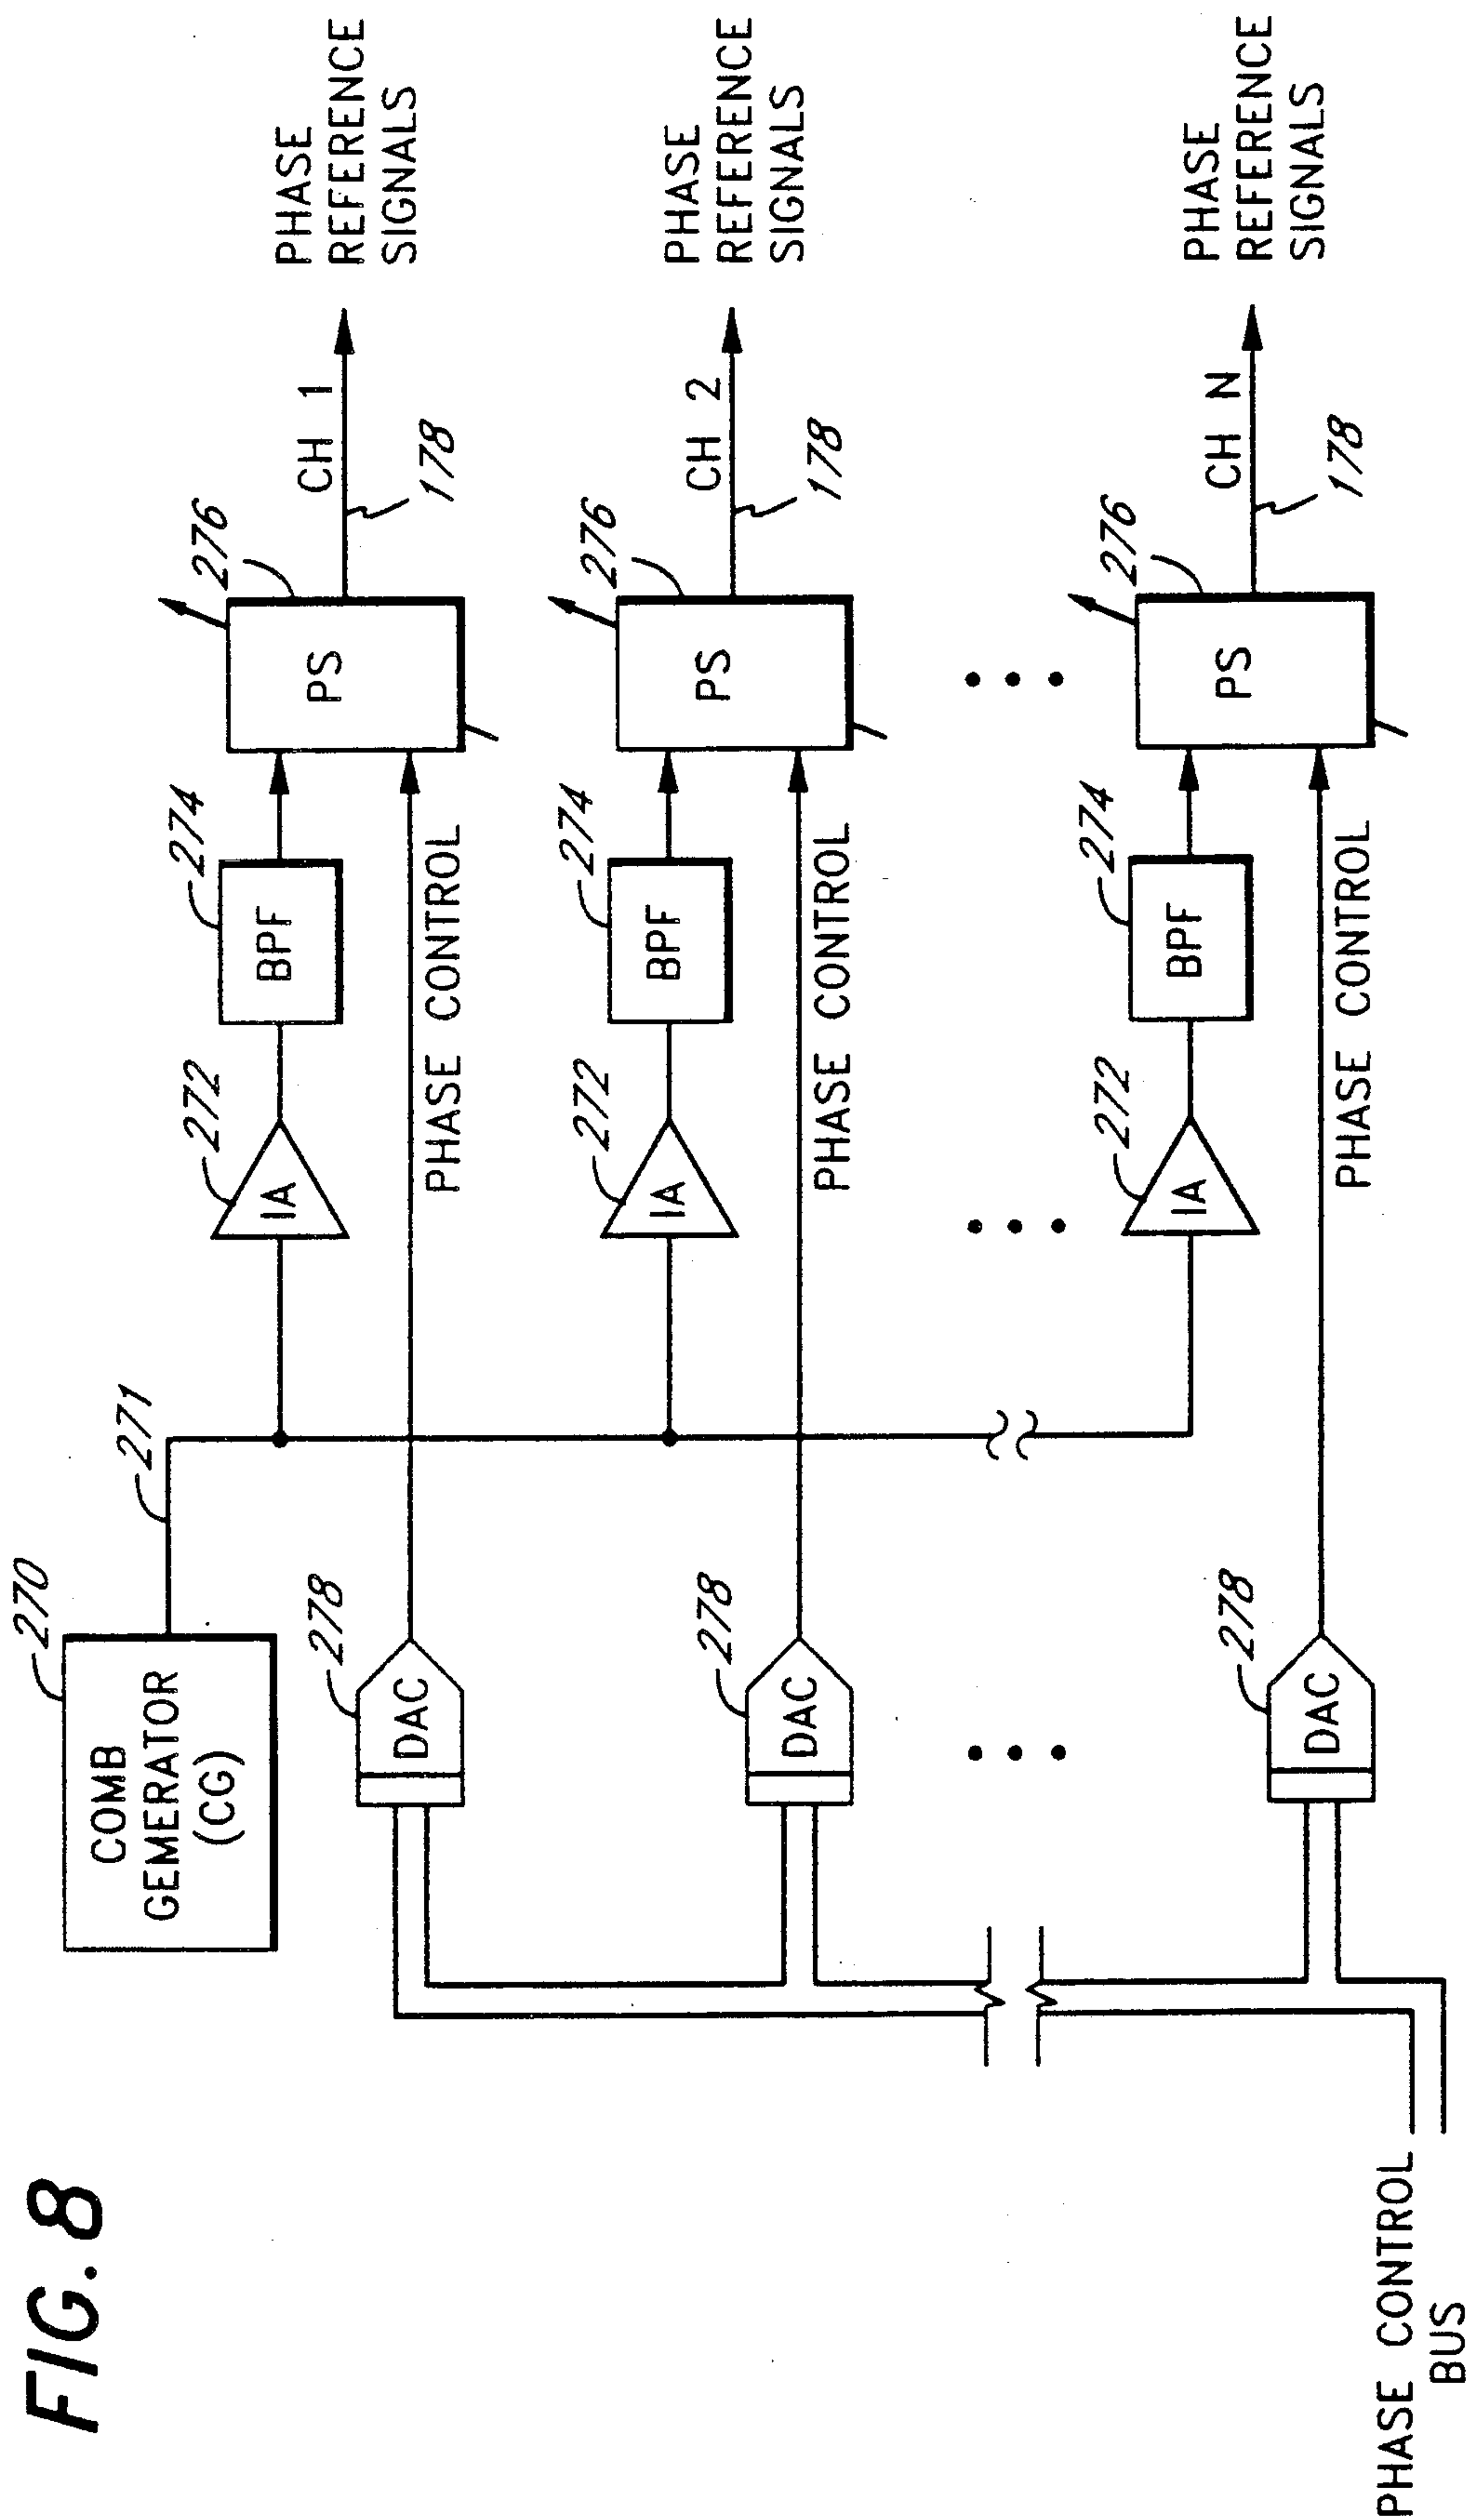 FIG. 8
COMB
GEMERATOR
(CG)
270
271
272
IA
274
BPF
276
PS
CH 1
178
PHASE
REFERENCE
SIGNALS
278
DAC
PHASE CONTROL
272
IA
274
BPF
276
PS
CH 2
178
PHASE
REFERENCE
SIGNALS
278
DAC
PHASE CONTROL
272
IA
274
BPF
276
PS
CH N
178
PHASE
REFERENCE
SIGNALS
278
DAC
PHASE CONTROL
PHASE CONTROL
BUS